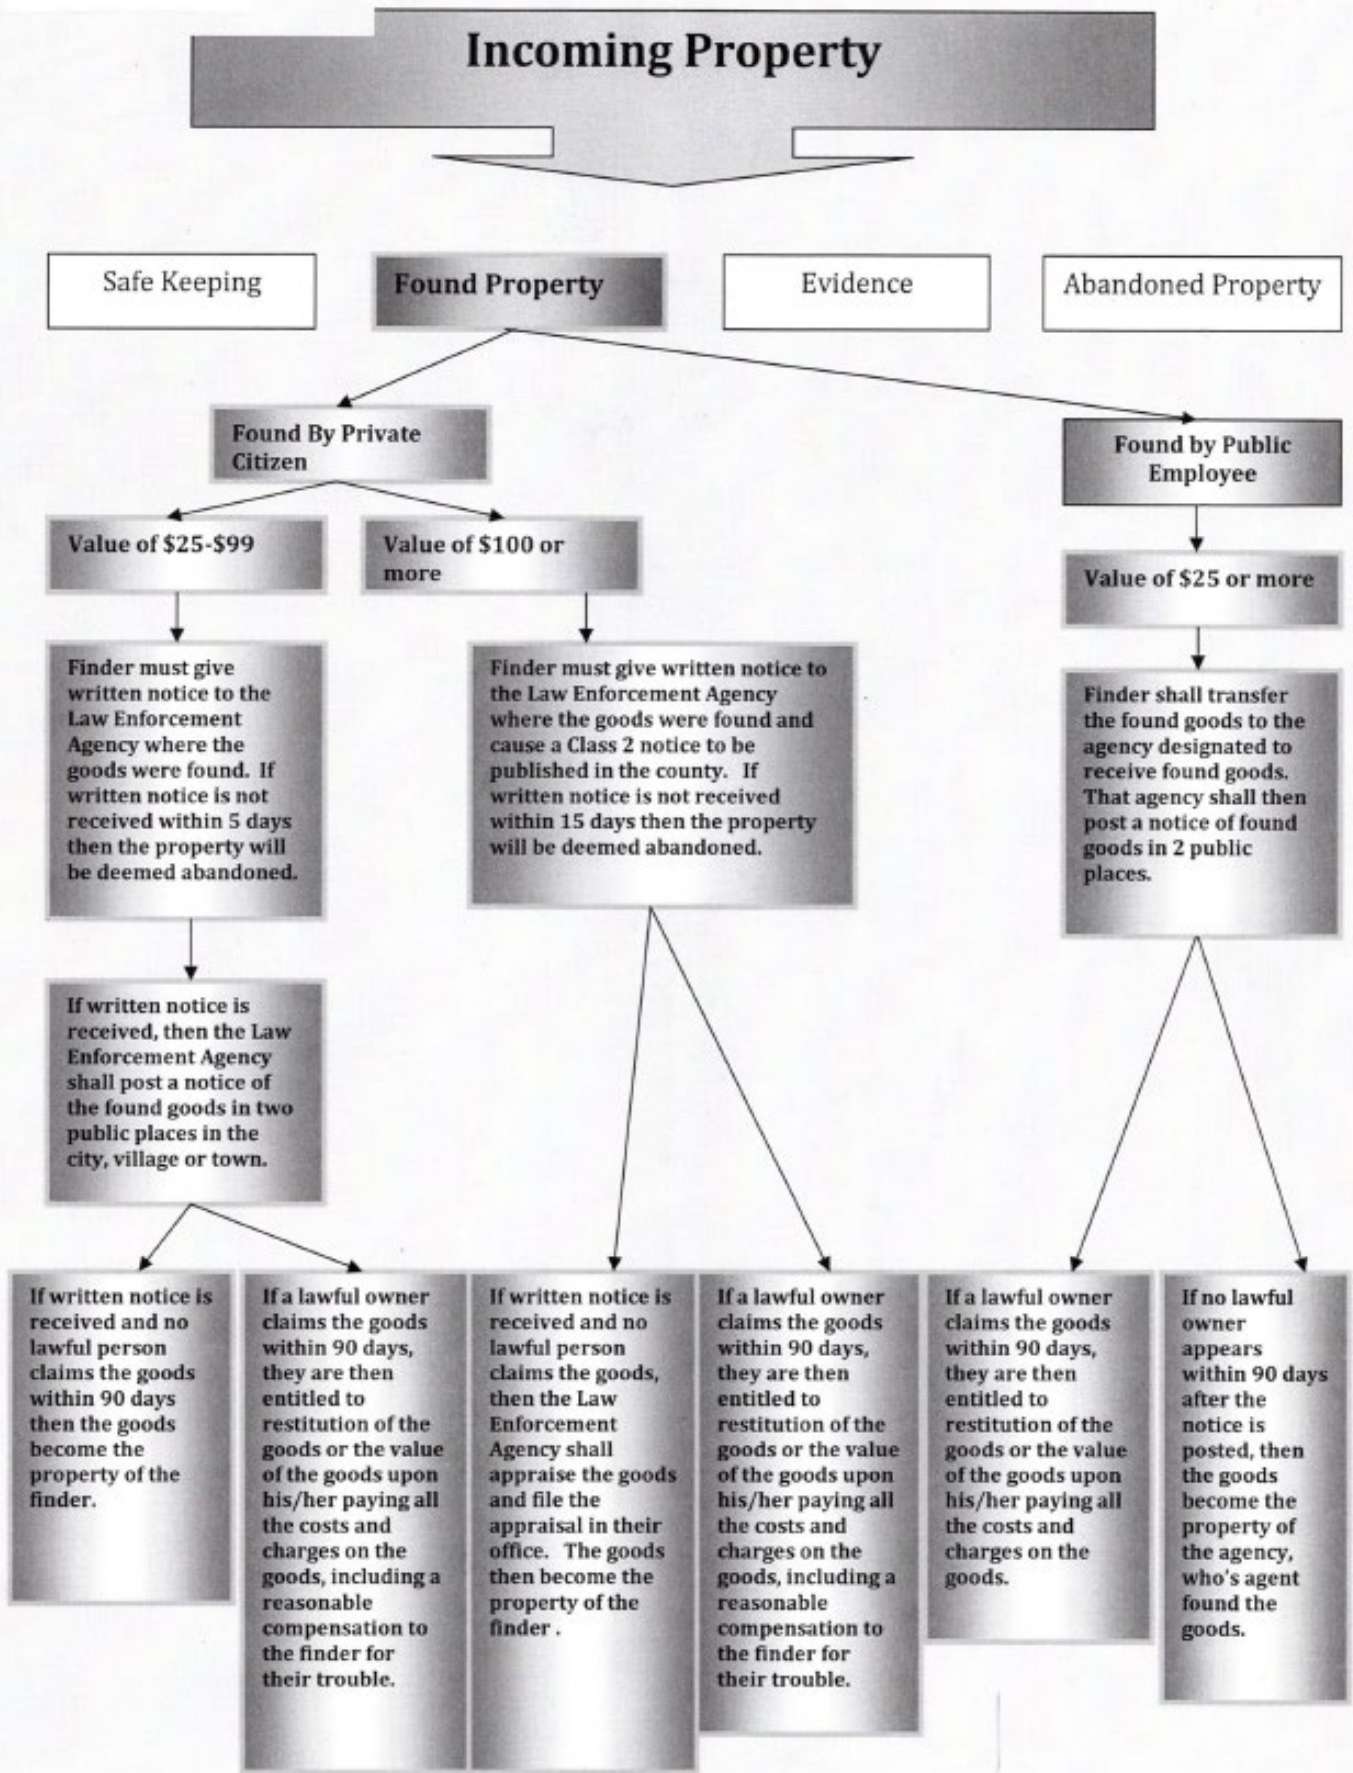 Incoming Property
Safe Keeping
Found Property
Evidence
Abandoned Property
Found By Private
Citizen
Found by Public
Employee
Value of $25-$99
Value of $100 or
more
Value of $25 or more
Finder must give
written notice to the
Law Enforcement
Agency where the
goods were found. If
written notice is not
received within 5 days
then the property will
be deemed abandoned.
Finder must give written notice to
the Law Enforcement Agency
where the goods were found and
cause a Class 2 notice to be
published in the county. If
written notice is not received
within 15 days then the property
will be deemed abandoned.
Finder shall transfer
the found goods to the
agency designated to
receive found goods.
That agency shall then
post a notice of found
goods in 2 public
places.
If written notice is
received, then the Law
Enforcement Agency
shall post a notice of
the found goods in two
public places in the
city, village or town.
If written notice is
received and no
lawful person
claims the goods
within 90 days
then the goods
become the
property of the
finder.
If a lawful owner
claims the goods
within 90 days,
they are then
entitled to
restitution of the
goods or the value
of the goods upon
his/her paying all
the costs and
charges on the
goods, including a
reasonable
compensation to
the finder for
their trouble.
If written notice is
received and no
lawful person
claims the goods,
then the Law
Enforcement
Agency shall
appraise the goods
and file the
appraisal in their
office. The goods
then become the
property of the
finder .
If a lawful owner
claims the goods
within 90 days,
they are then
entitled to
restitution of the
goods or the value
of the goods upon
his/her paying all
the costs and
charges on the
goods, including a
reasonable
compensation to
the finder for
their trouble.
If a lawful owner
claims the goods
within 90 days,
they are then
entitled to
restitution of the
goods or the value
of the goods upon
his/her paying all
the costs and
charges on the
goods.
If no lawful
owner
appears
within 90 days
after the
notice is
posted, then
the goods
become the
property of
the agency,
who's agent
found the
goods.